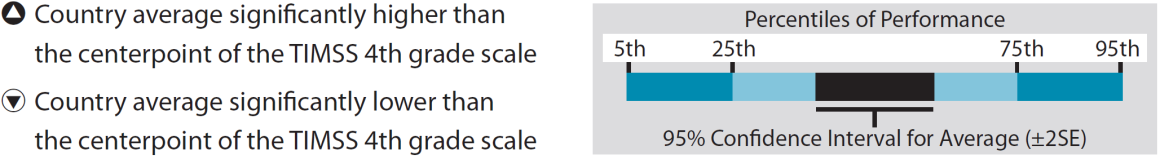 Country average significantly higher than
the centerpoint of the TIMSS 4th grade scale
Country average significantly lower than
the centerpoint of the TIMSS 4th grade scale
Percentiles of Performance
5th 25th 75th 95th
95% Confidence Interval for Average (±2SE)